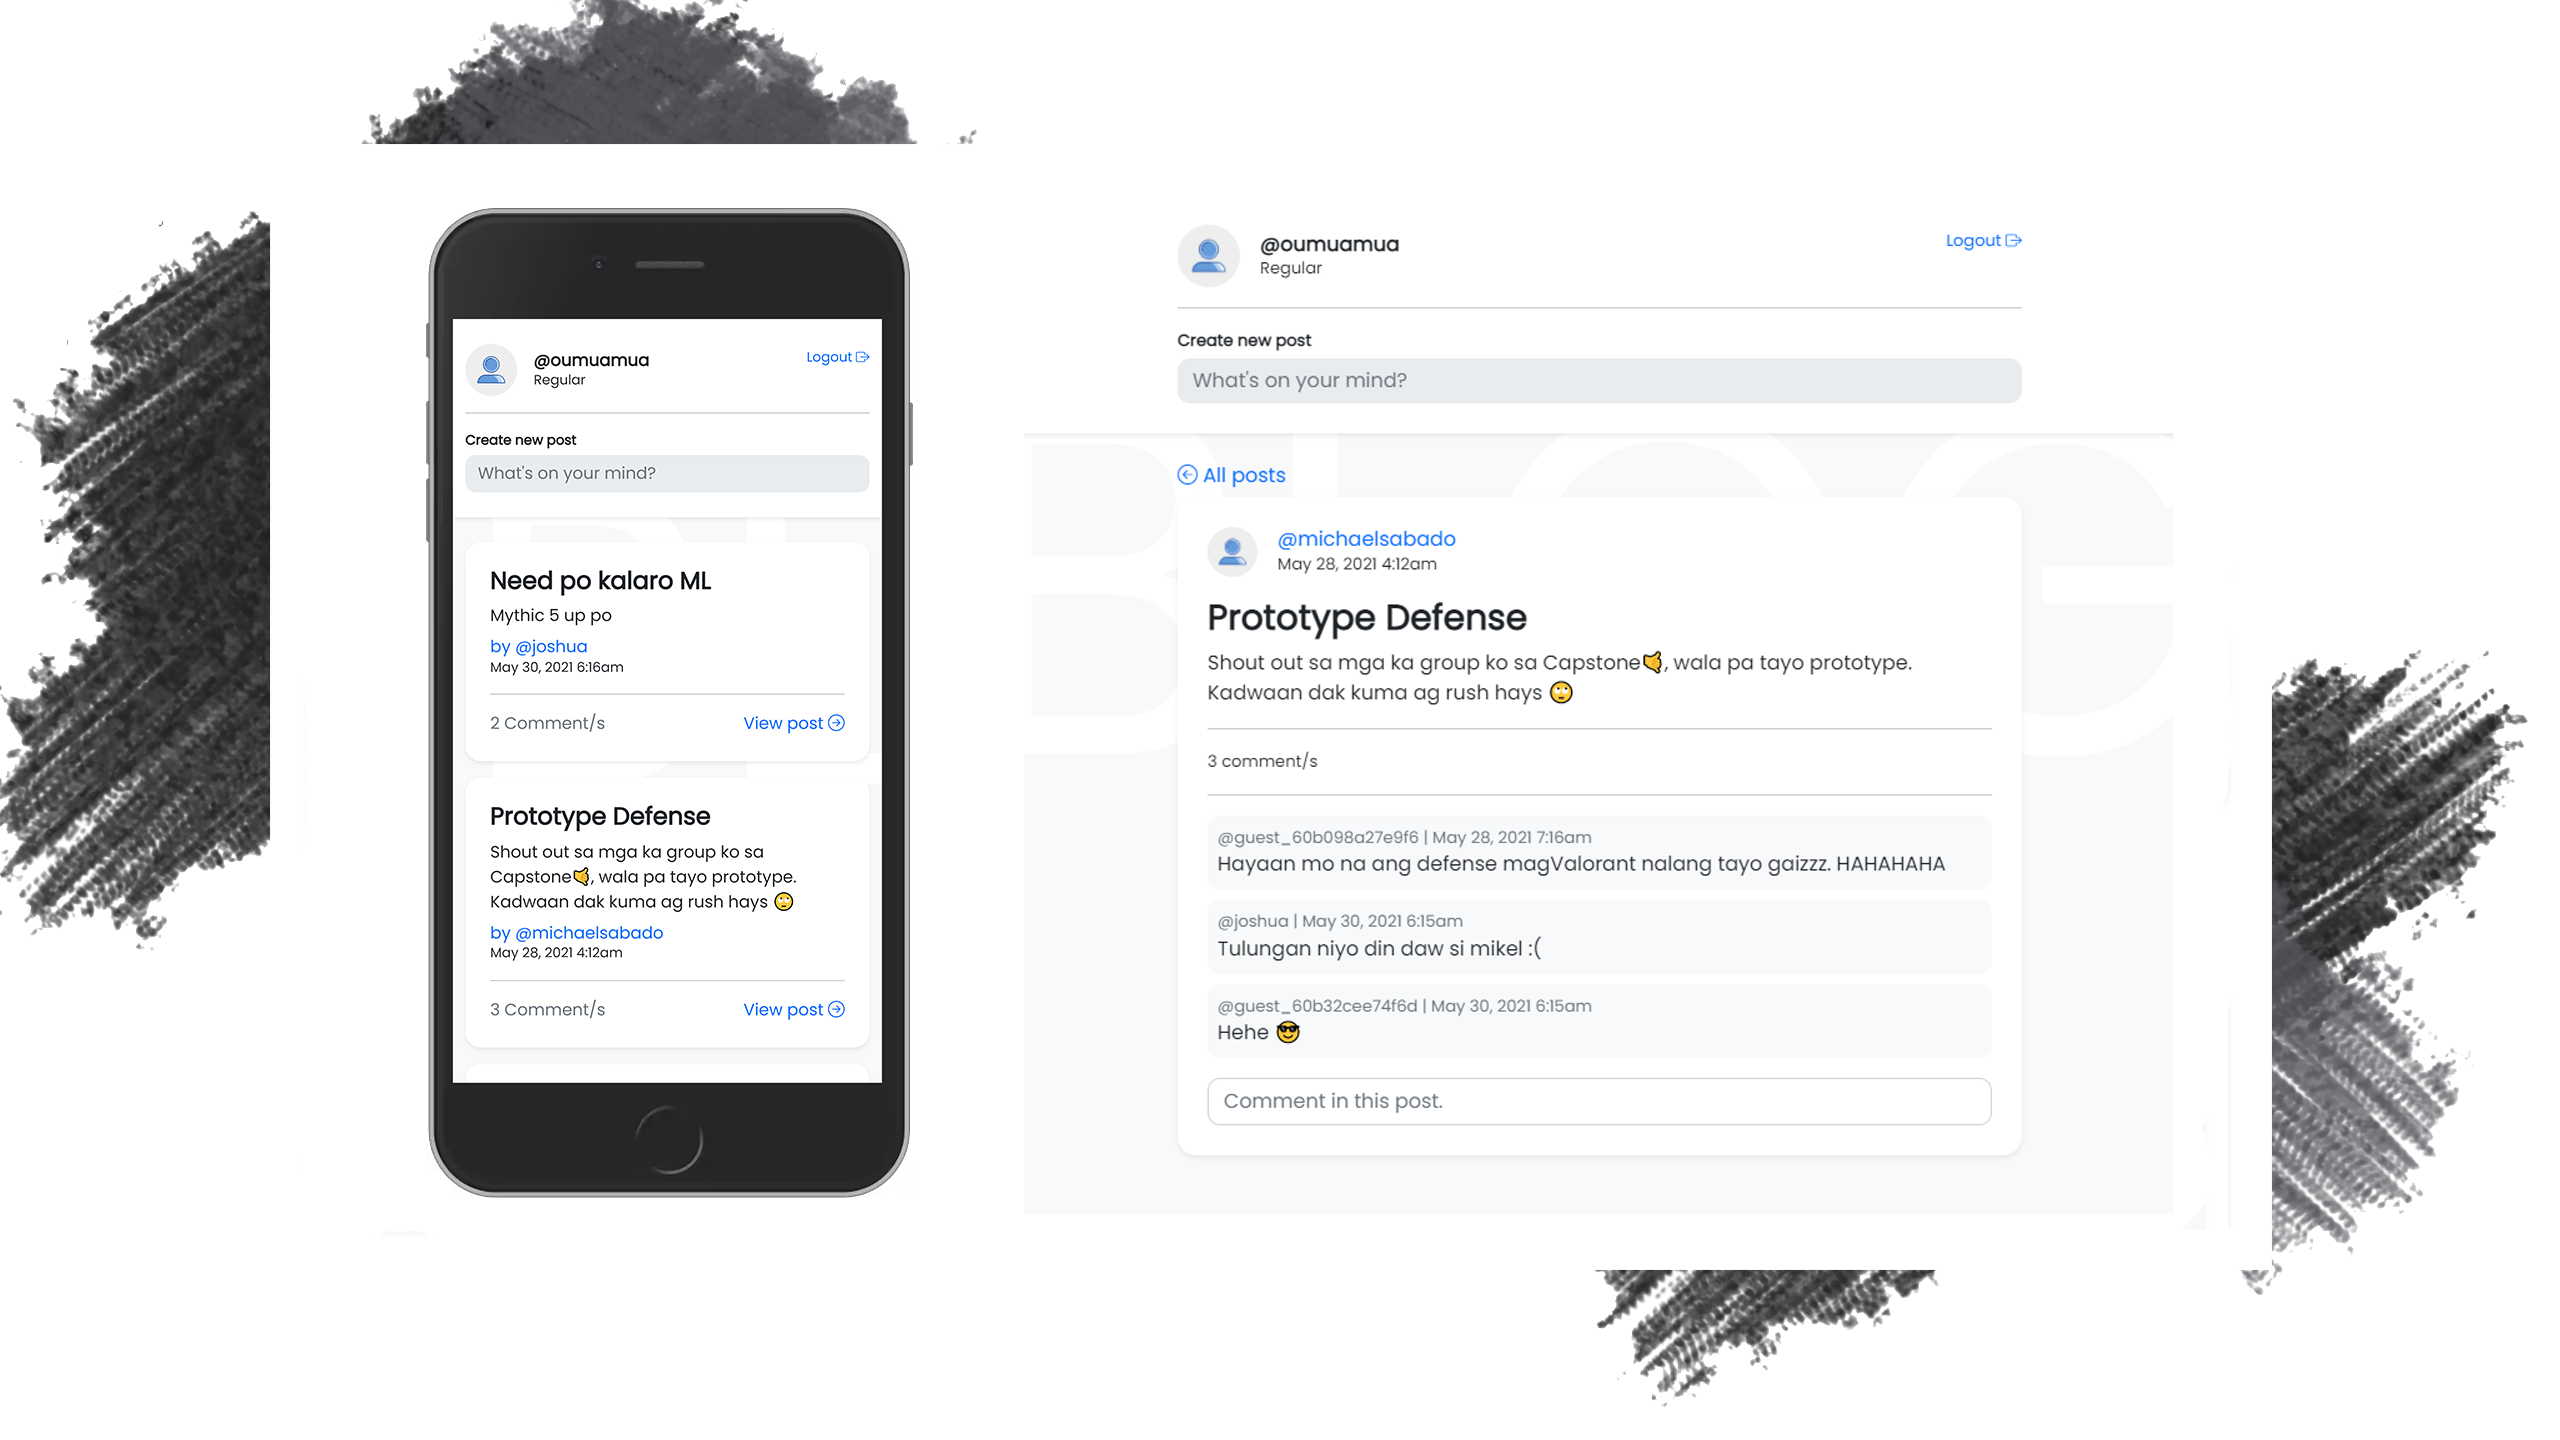 @oumuamua
Regular
Logout
Create new post
What's on your mind?
Need po kalaro ML
Mythic 5 up po
by @joshua
May 30, 2021 6:16am
2 Comment/s
View post
Prototype Defense
Shout out sa mga ka group ko sa
Capstone🤙, wala pa tayo prototype.
Kadwaan dak kuma ag rush hays 🙄
by @michaelsabado
May 28, 2021 4:12am
3 Comment/s
View post
@oumuamua
Regular
Logout
Create new post
What's on your mind?
BLOG
All posts
@michaelsabado
May 28, 2021 4:12am
Prototype Defense
Shout out sa mga ka group ko sa Capstone🤙, wala pa tayo prototype.
Kadwaan dak kuma ag rush hays 🙄
3 comment/s
@guest_60b098a27e9f6 | May 28, 2021 7:16am
Hayaan mo na ang defense magValorant nalang tayo gaizzz. HAHAHAHA
@joshua | May 30, 2021 6:15am
Tulungan niyo din daw si mikel :(
@guest_60b32cee74f6d | May 30, 2021 6:15am
Hehe 😎
Comment in this post.